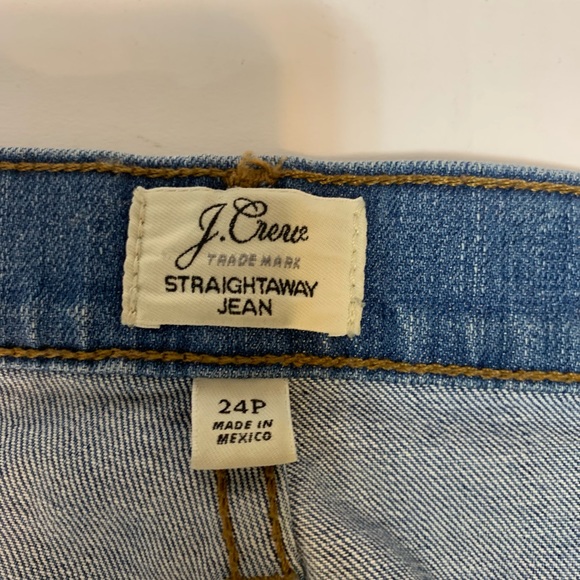 J.Crew
TRADE MARK
STRAIGHTAWAY
JEAN
24P
MADE IN
MEXICO